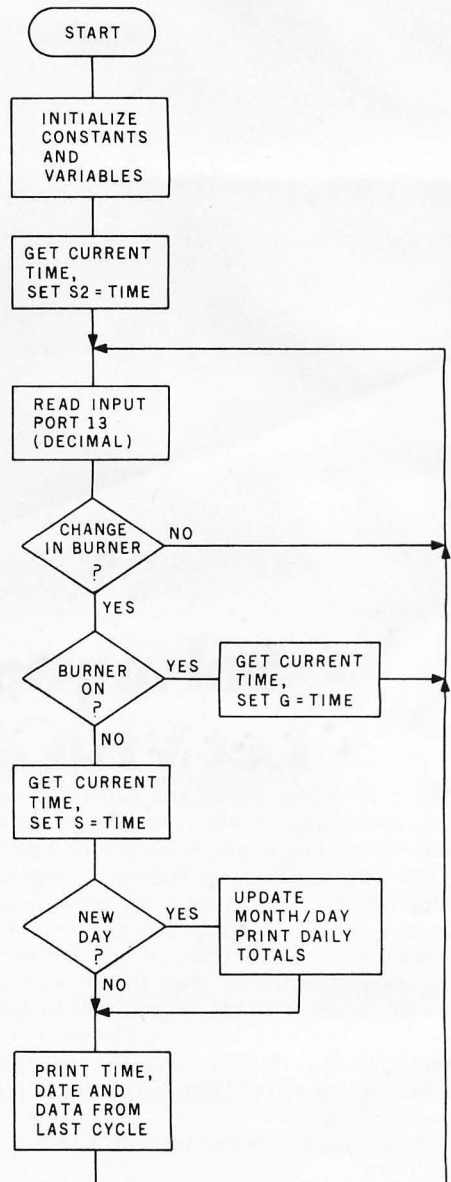 START
INITIALIZE
CONSTANTS
AND
VARIABLES
GET CURRENT
TIME,
SET S2 = TIME
READ INPUT
PORT 13
(DECIMAL)
CHANGE
IN BURNER
?
NO
YES
BURNER
ON
?
YES
GET CURRENT
TIME,
SET G = TIME
NO
GET CURRENT
TIME,
SET S = TIME
NEW
DAY
?
YES
UPDATE
MONTH/DAY
PRINT DAILY
TOTALS
NO
PRINT TIME,
DATE AND
DATA FROM
LAST CYCLE